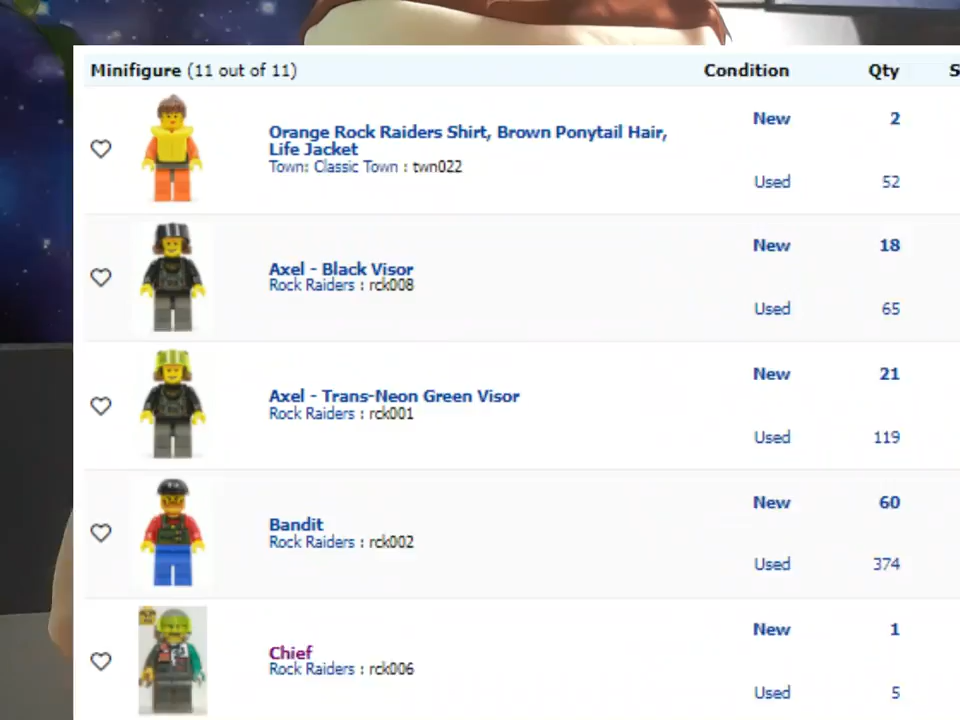 Minifigure (11 out of 11) Condition Qty S
Orange Rock Raiders Shirt, Brown Ponytail Hair,
Life Jacket
Town: Classic Town : twn022
New 2
Used 52
Axel - Black Visor
Rock Raiders : rck008
New 18
Used 65
Axel - Trans-Neon Green Visor
Rock Raiders : rck001
New 21
Used 119
Bandit
Rock Raiders : rck002
New 60
Used 374
Chief
Rock Raiders : rck006
New 1
Used 5